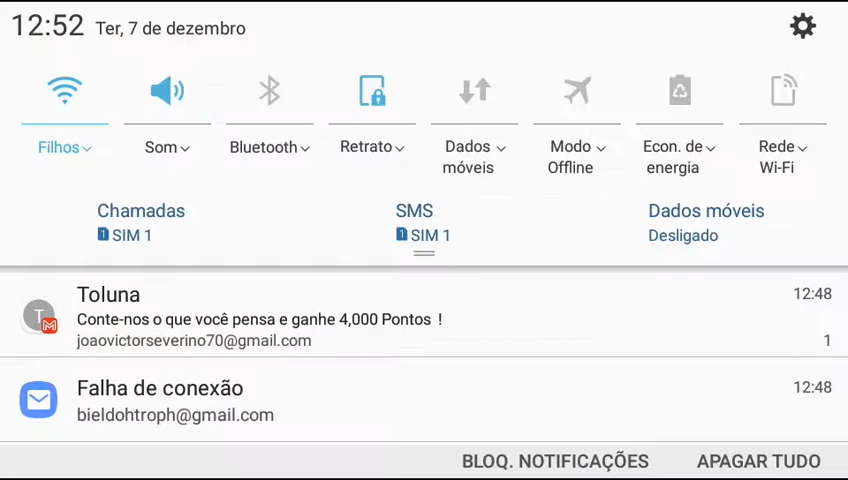 12:52 Ter, 7 de dezembro
Filhos Som Bluetooth Retrato Dados móveis Modo Offline Econ. de energia Rede Wi-Fi
Chamadas SMS Dados móveis
1 SIM 1 1 SIM 1 Desligado
Toluna 12:48
T Conte-nos o que você pensa e ganhe 4,000 Pontos !
joaovictorseverino70@gmail.com 1
Falha de conexão 12:48
bieldohtroph@gmail.com
BLOQ. NOTIFICAÇÕES APAGAR TUDO